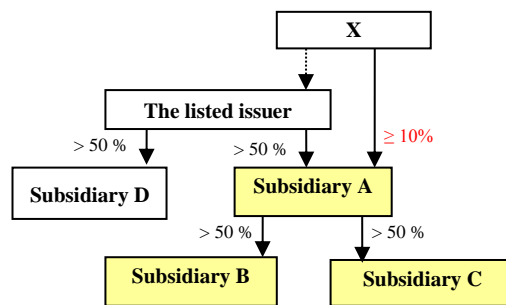 X
The listed issuer
> 50 %
> 50 %
≥ 10%
Subsidiary D
Subsidiary A
> 50 %
> 50 %
Subsidiary B
Subsidiary C